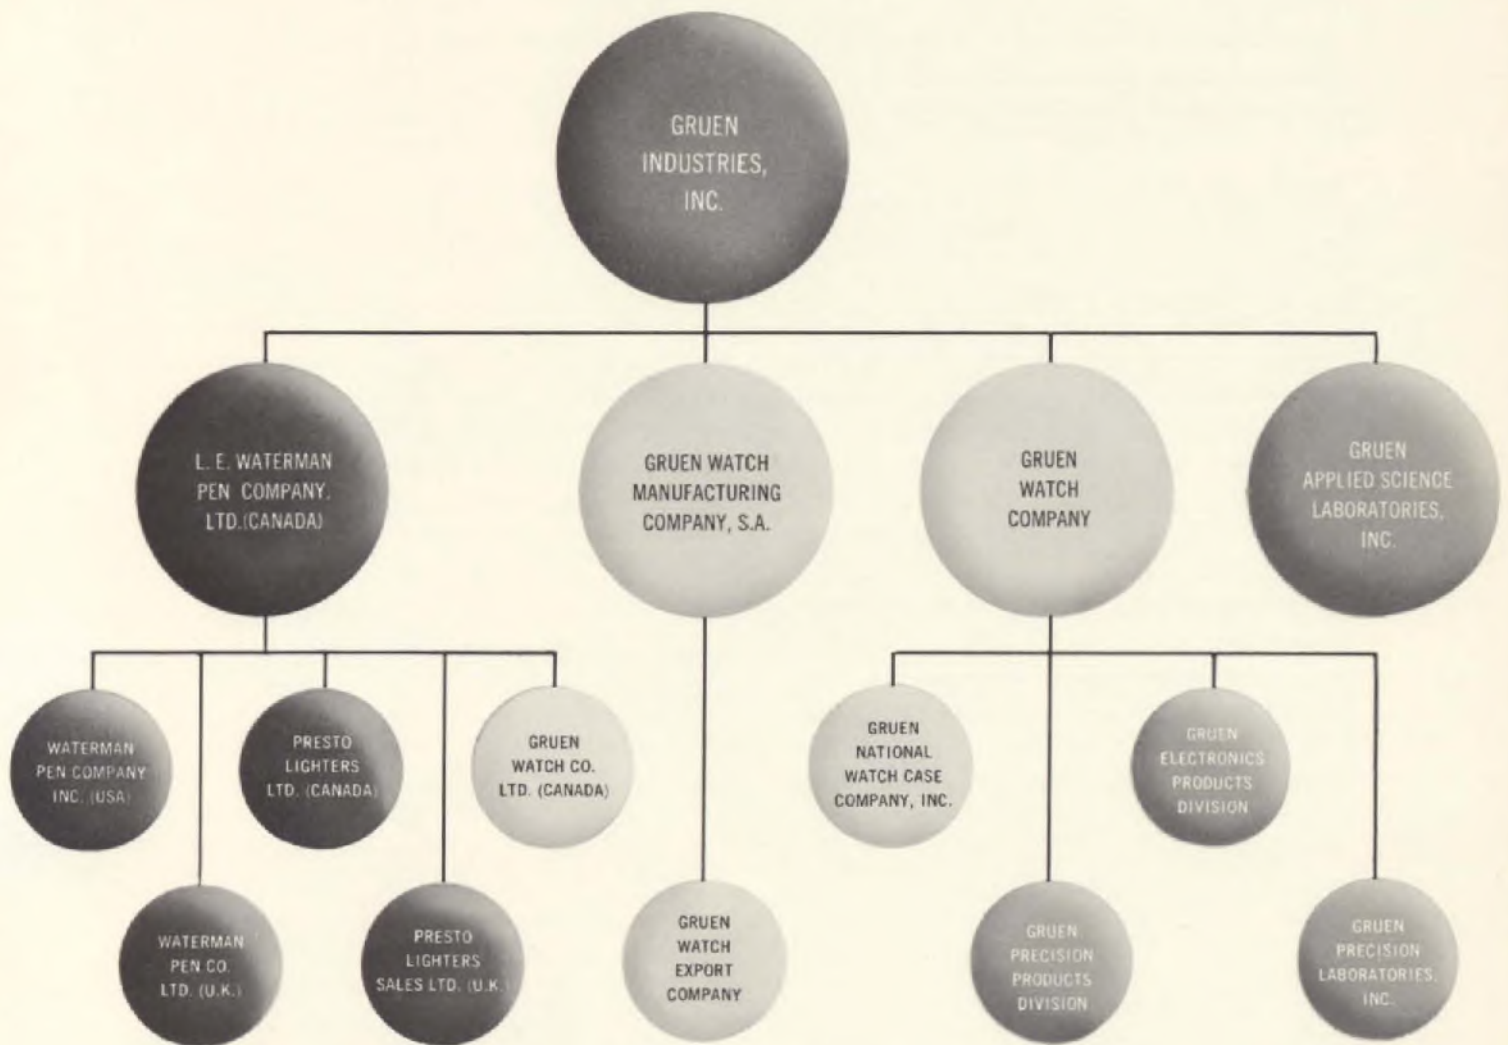 GRUEN
INDUSTRIES,
INC.
L. E. WATERMAN
PEN COMPANY,
LTD.(CANADA)
GRUEN WATCH
MANUFACTURING
COMPANY, S.A.
GRUEN
WATCH
COMPANY
GRUEN
APPLIED SCIENCE
LABORATORIES,
INC.
WATERMAN
PEN COMPANY
INC. (USA)
PRESTO
LIGHTERS
LTD. (CANADA)
GRUEN
WATCH CO.
LTD. (CANADA)
GRUEN
NATIONAL
WATCH CASE
COMPANY, INC.
GRUEN
ELECTRONICS
PRODUCTS
DIVISION
WATERMAN
PEN CO.
LTD. (U.K.)
PRESTO
LIGHTERS
SALES LTD. (U.K.)
GRUEN
WATCH
EXPORT
COMPANY
GRUEN
PRECISION
PRODUCTS
DIVISION
GRUEN
PRECISION
LABORATORIES,
INC.